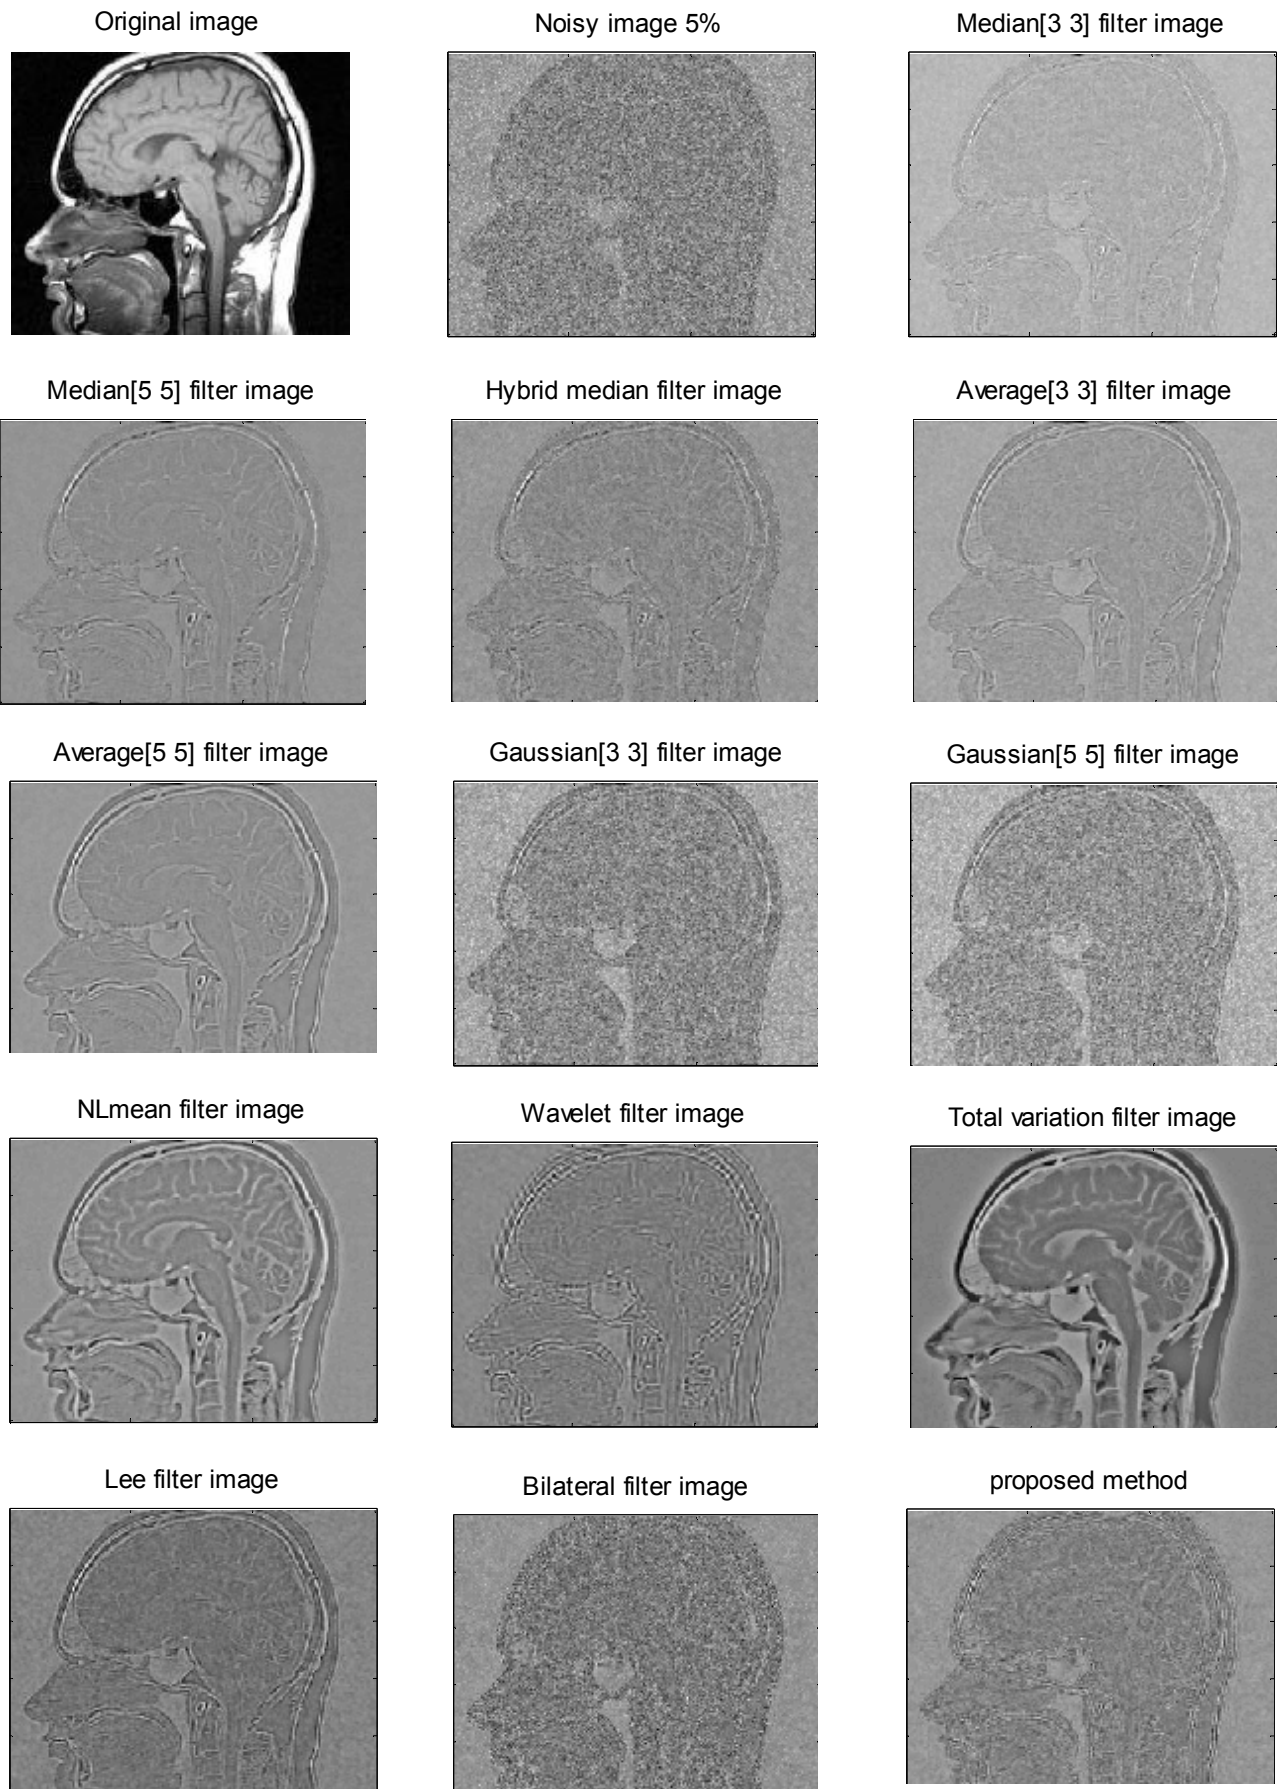 Original image
Noisy image 5%
Median[3 3] filter image
Median[5 5] filter image
Hybrid median filter image
Average[3 3] filter image
Average[5 5] filter image
Gaussian[3 3] filter image
Gaussian[5 5] filter image
NLmean filter image
Wavelet filter image
Total variation filter image
Lee filter image
Bilateral filter image
proposed method